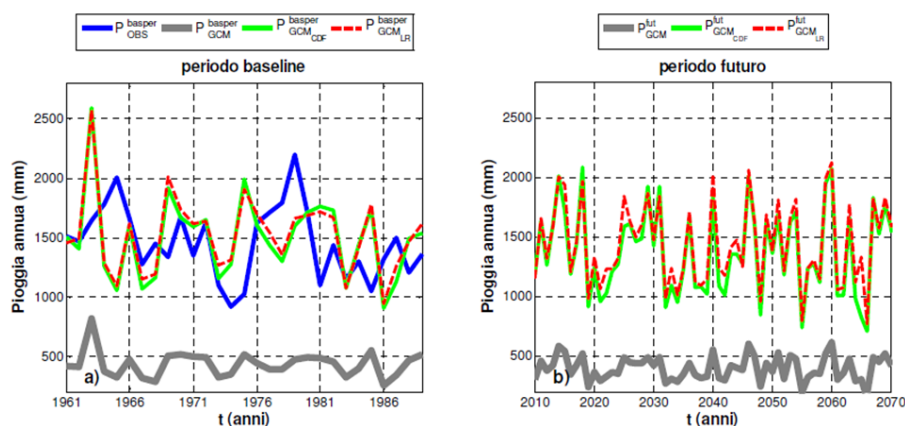 P basper OBS P basper GCM P basper GCM CDF P basper GCM LR
P fut GCM P fut GCM CDF P fut GCM LR
periodo baseline
periodo futuro
Pioggia annua (mm)
2500
2000
1500
1000
500
a)
1961 1966 1971 1976 1981 1986
t (anni)
Pioggia annua (mm)
2500
2000
1500
1000
500
b)
2010 2020 2030 2040 2050 2060 2070
t (anni)